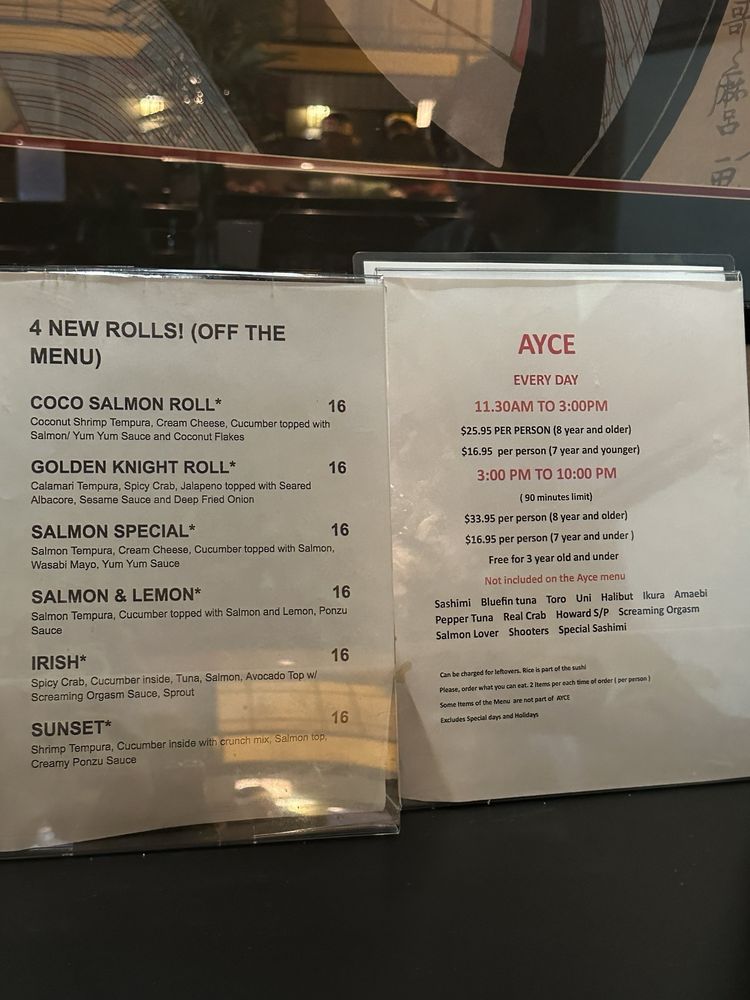 4 NEW ROLLS! (OFF THE
MENU)
COCO SALMON ROLL* 16
Coconut Shrimp Tempura, Cream Cheese, Cucumber topped with
Salmon/ Yum Yum Sauce and Coconut Flakes
GOLDEN KNIGHT ROLL* 16
Calamari Tempura, Spicy Crab, Jalapeno topped with Seared
Albacore, Sesame Sauce and Deep Fried Onion
SALMON SPECIAL* 16
Salmon Tempura, Cream Cheese, Cucumber topped with Salmon,
Wasabi Mayo, Yum Yum Sauce
SALMON & LEMON* 16
Salmon Tempura, Cucumber topped with Salmon and Lemon, Ponzu
Sauce
IRISH* 16
Spicy Crab, Cucumber inside, Tuna, Salmon, Avocado Top w/
Screaming Orgasm Sauce, Sprout
SUNSET* 16
Shrimp Tempura, Cucumber inside with crunch mix, Salmon top,
Creamy Ponzu Sauce
AYCE
EVERY DAY
11.30AM TO 3:00PM
$25.95 PER PERSON (8 year and older)
$16.95 per person (7 year and younger)
3:00 PM TO 10:00 PM
( 90 minutes limit)
$33.95 per person (8 year and older)
$16.95 per person (7 year and under )
Free for 3 year old and under
Not included on the Ayce menu
Sashimi Bluefin tuna Toro Uni Halibut Ikura Amaebi
Pepper Tuna Real Crab Howard S/P Screaming Orgasm
Salmon Lover Shooters Special Sashimi
Can be charged for leftovers. Rice is part of the sushi
Please, order what you can eat. 2 Items per each time of order ( per person )
Some Items of the Menu are not part of AYCE
Excludes Special days and Holidays